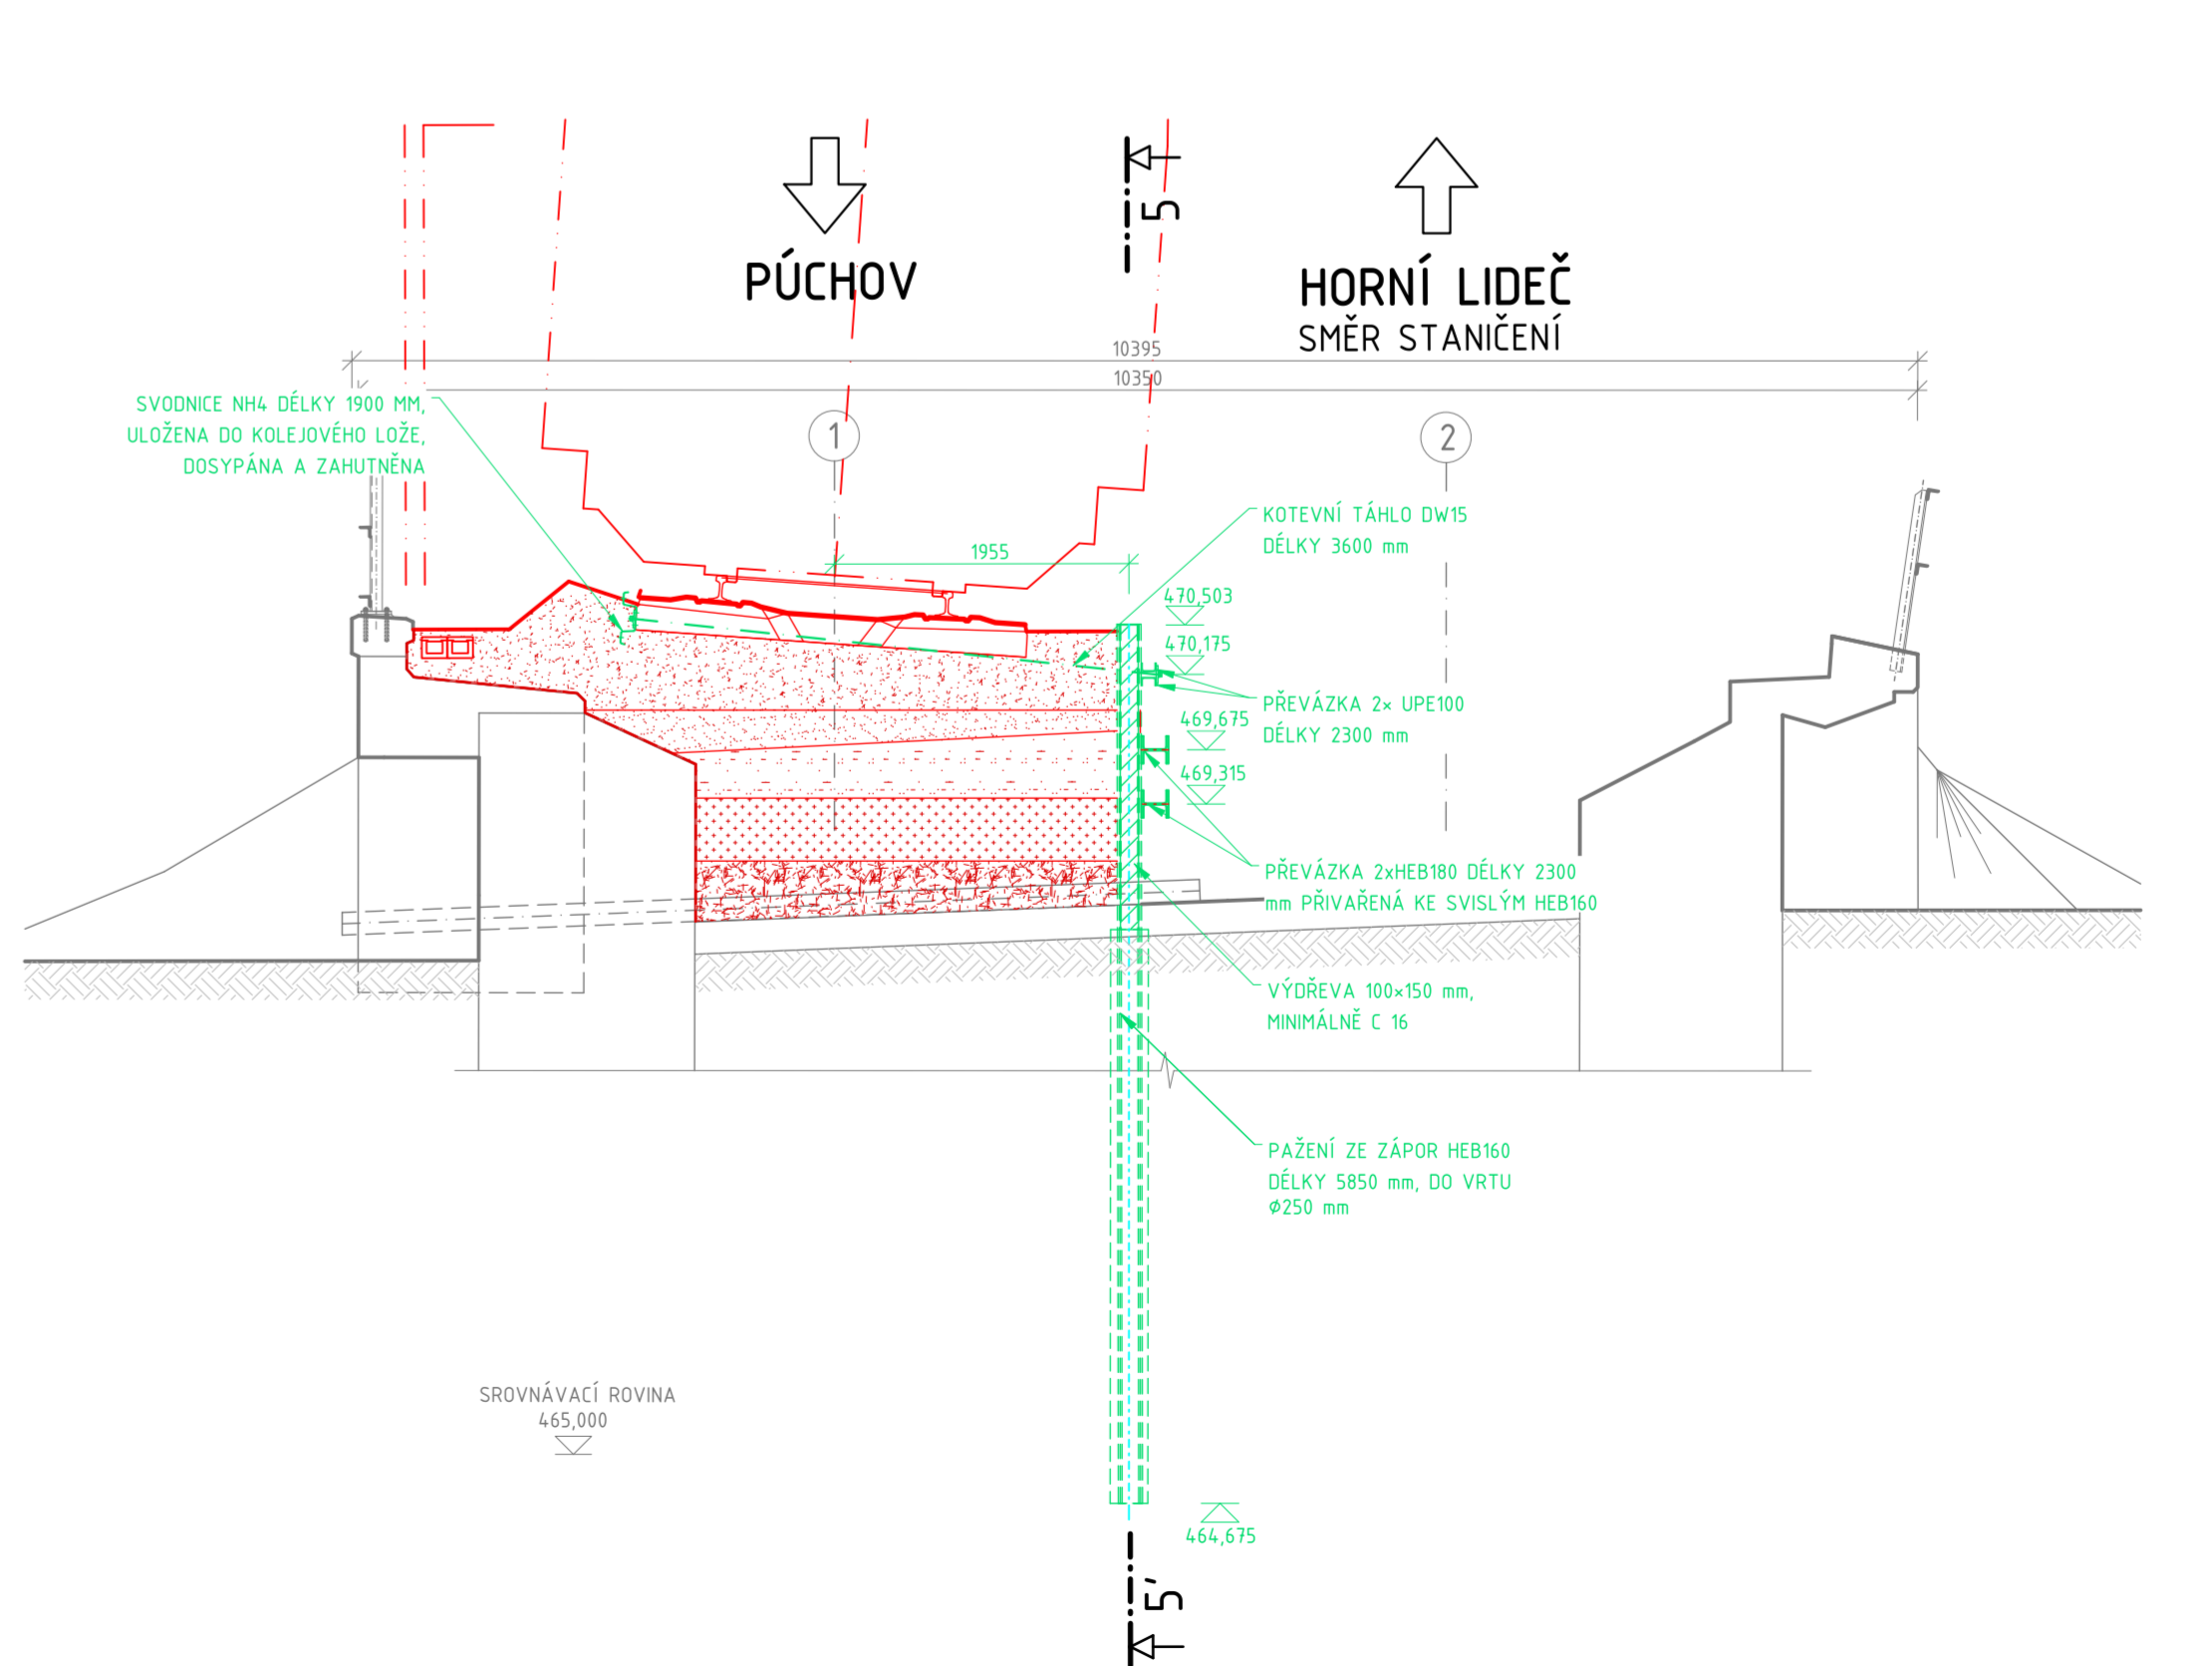 5
PÚCHOV
HORNÍ LIDEČ
SMĚR STANIČENÍ
10395
10350
SVODNICE NH4 DÉLKY 1900 MM,
ULOŽENA DO KOLEJOVÉHO LOŽE,
DOSYPÁNA A ZAHUTNĚNA
1
2
KOTEVNÍ TÁHLO DW15
DÉLKY 3600 mm
1955
470,503
470,175
PŘEVÁZKA 2× UPE100
DÉLKY 2300 mm
469,675
469,315
PŘEVÁZKA 2xHEB180 DÉLKY 2300
mm PŘIVAŘENÁ KE SVISLÝM HEB160
VÝDŘEVA 100×150 mm,
MINIMÁLNĚ C 16
PAŽENÍ ZE ZÁPOR HEB160
DÉLKY 5850 mm, DO VRTU
Ø250 mm
SROVNÁVACÍ ROVINA
465,000
464,675
5'